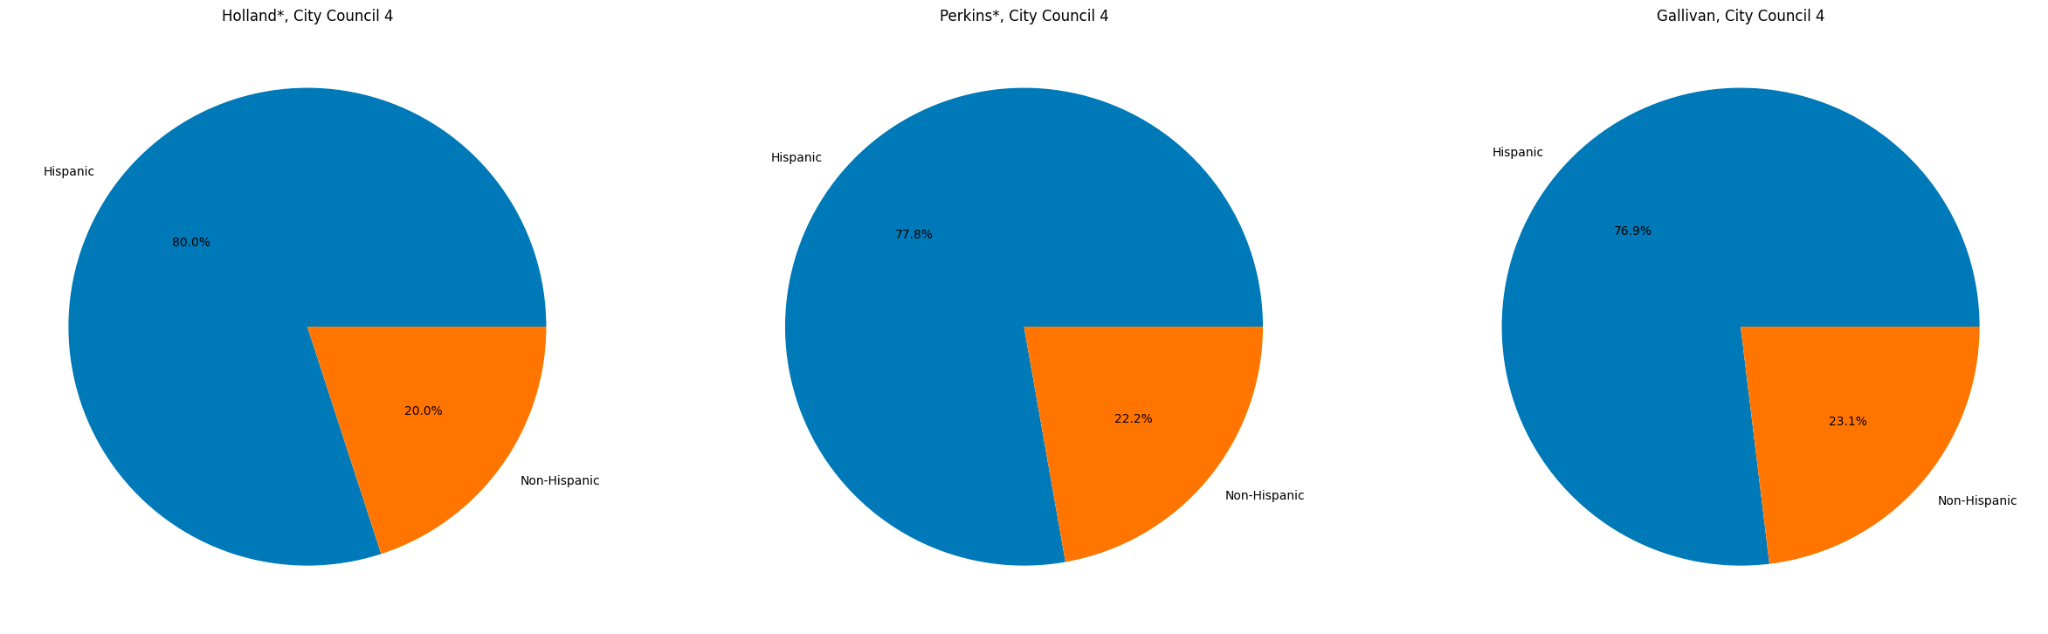 Holland*, City Council 4
Hispanic
80.0%
20.0%
Non-Hispanic
Perkins*, City Council 4
Hispanic
77.8%
22.2%
Non-Hispanic
Gallivan, City Council 4
Hispanic
76.9%
23.1%
Non-Hispanic